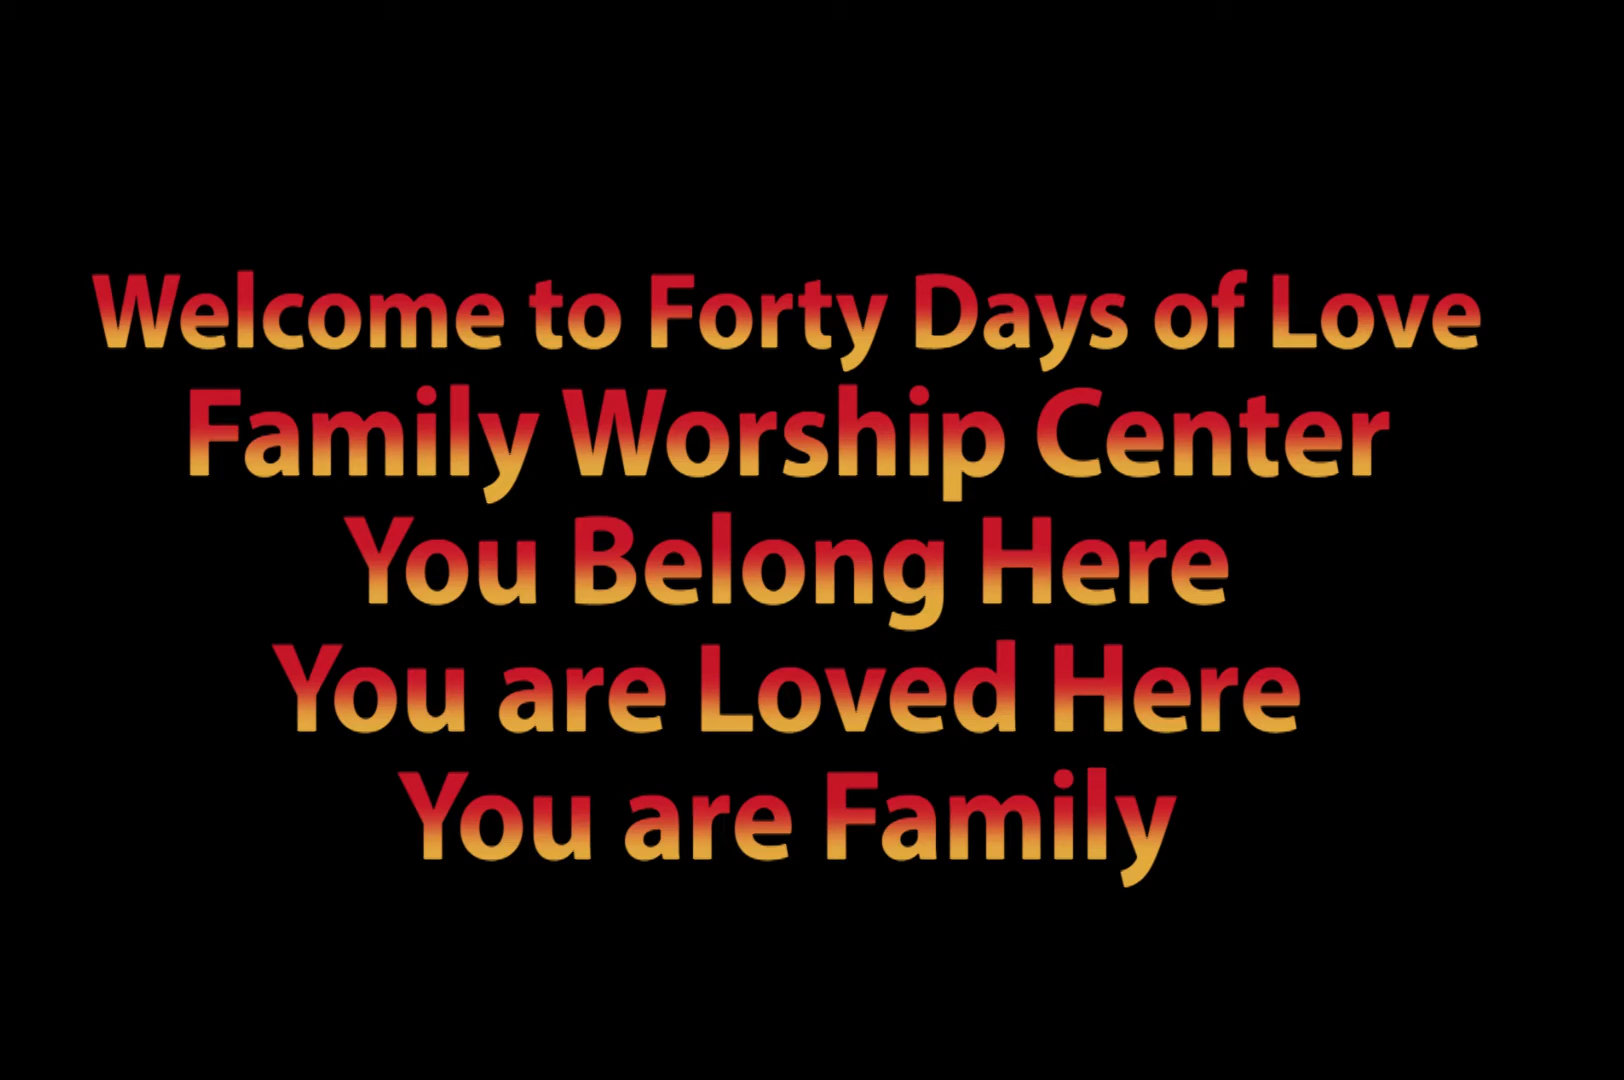 Welcome to Forty Days of Love
Family Worship Center
You Belong Here
You are Loved Here
You are Family